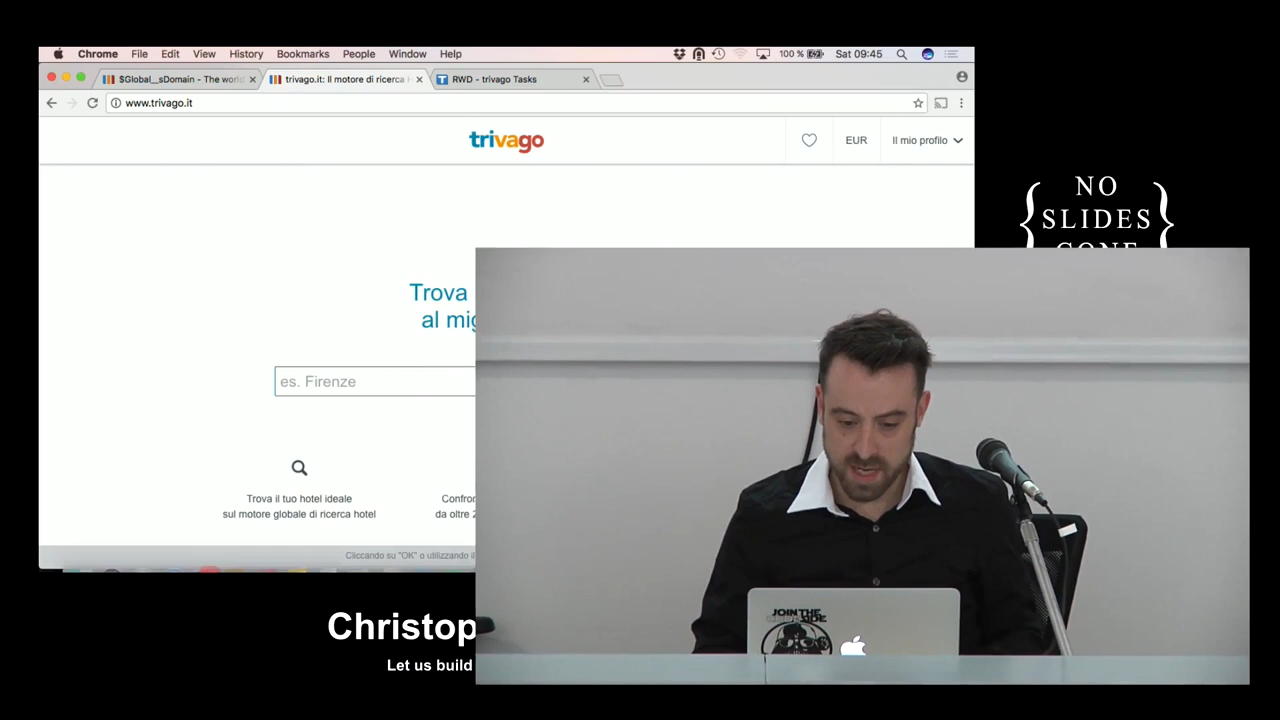 Chrome File Edit View History Bookmarks People Window Help 100 % Sat 09:45
$Global__sDomain - The world
trivago.it: Il motore di ricerca H
RWD - trivago Tasks
www.trivago.it
trivago
EUR
Il mio profilo
Trova
al mig
es. Firenze
Trova il tuo hotel ideale
sul motore globale di ricerca hotel
Confron
da oltre 2
Cliccando su "OK" o utilizzando il
NO
SLIDES
CONF
JOIN THE
SIDE
Christop
Let us build